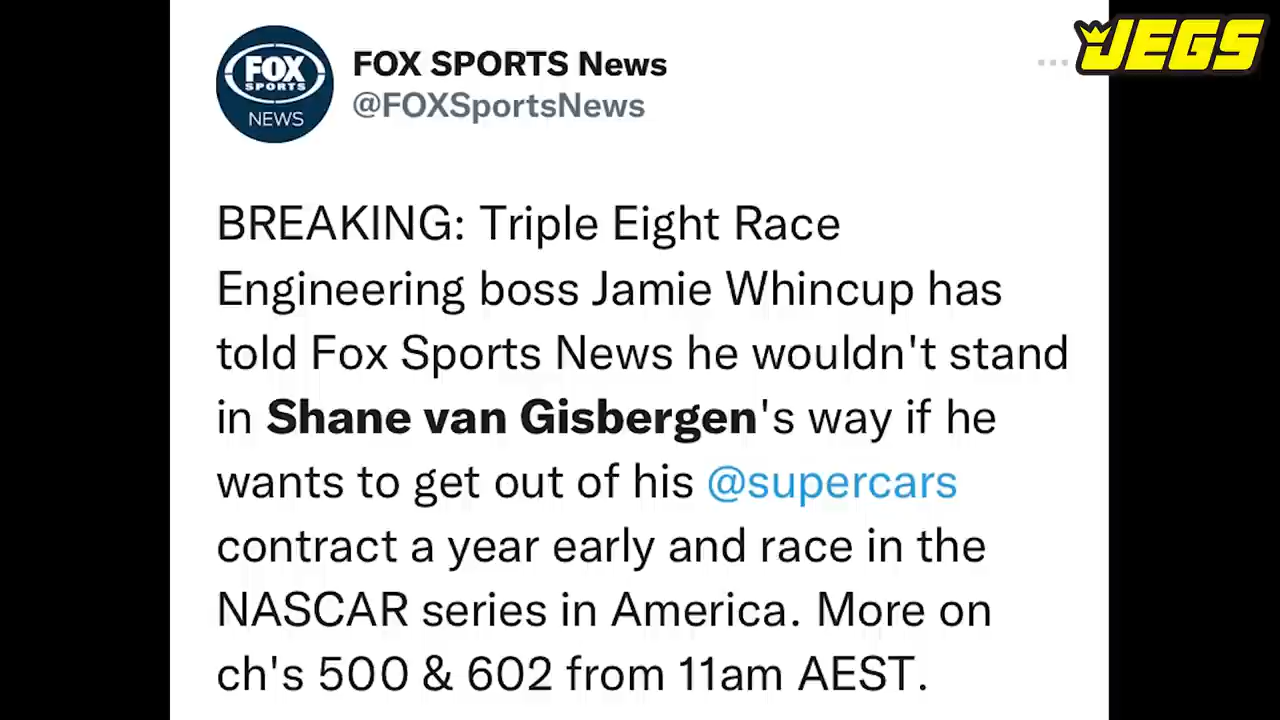 JEGS
FOX
SPORTS
NEWS
FOX SPORTS News
@FOXSportsNews
BREAKING: Triple Eight Race
Engineering boss Jamie Whincup has
told Fox Sports News he wouldn't stand
in Shane van Gisbergen's way if he
wants to get out of his @supercars
contract a year early and race in the
NASCAR series in America. More on
ch's 500 & 602 from 11am AEST.